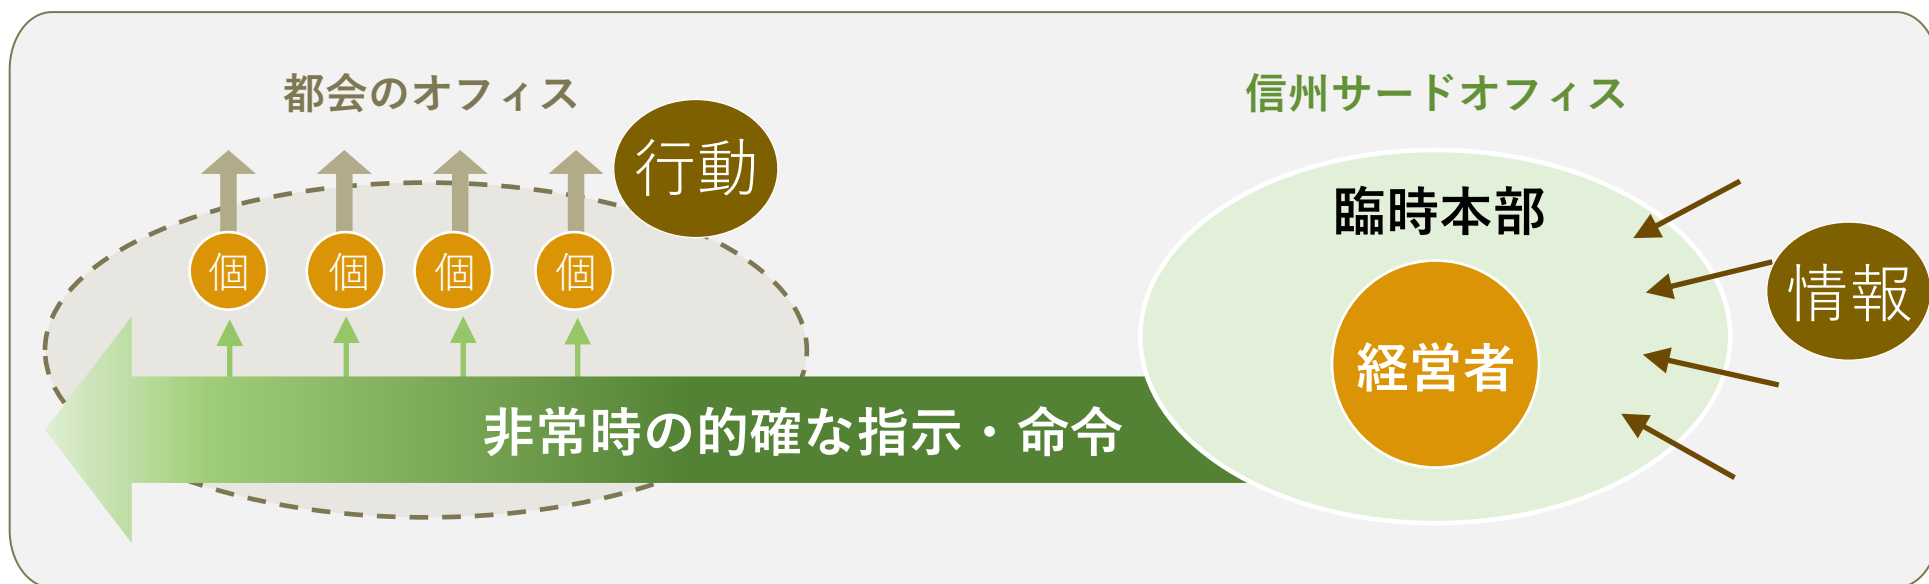 都会のオフィス
信州サードオフィス
行動
臨時本部
個
個
個
個
情報
経営者
非常時の的確な指示・命令